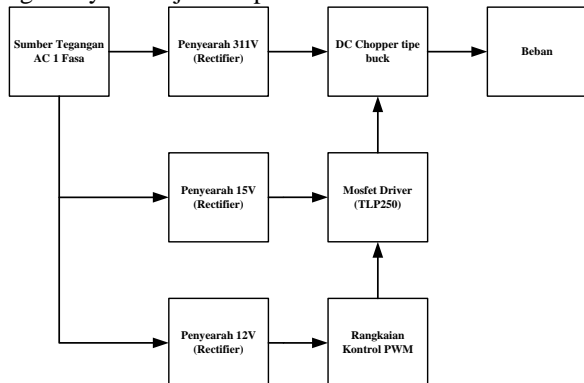 Sumber Tegangan
AC 1 Fasa
Penyearah 311V
(Rectifier)
DC Chopper tipe
buck
Beban
Penyearah 15V
(Rectifier)
Mosfet Driver
(TLP250)
Penyearah 12V
(Rectifier)
Rangkaian
Kontrol PWM